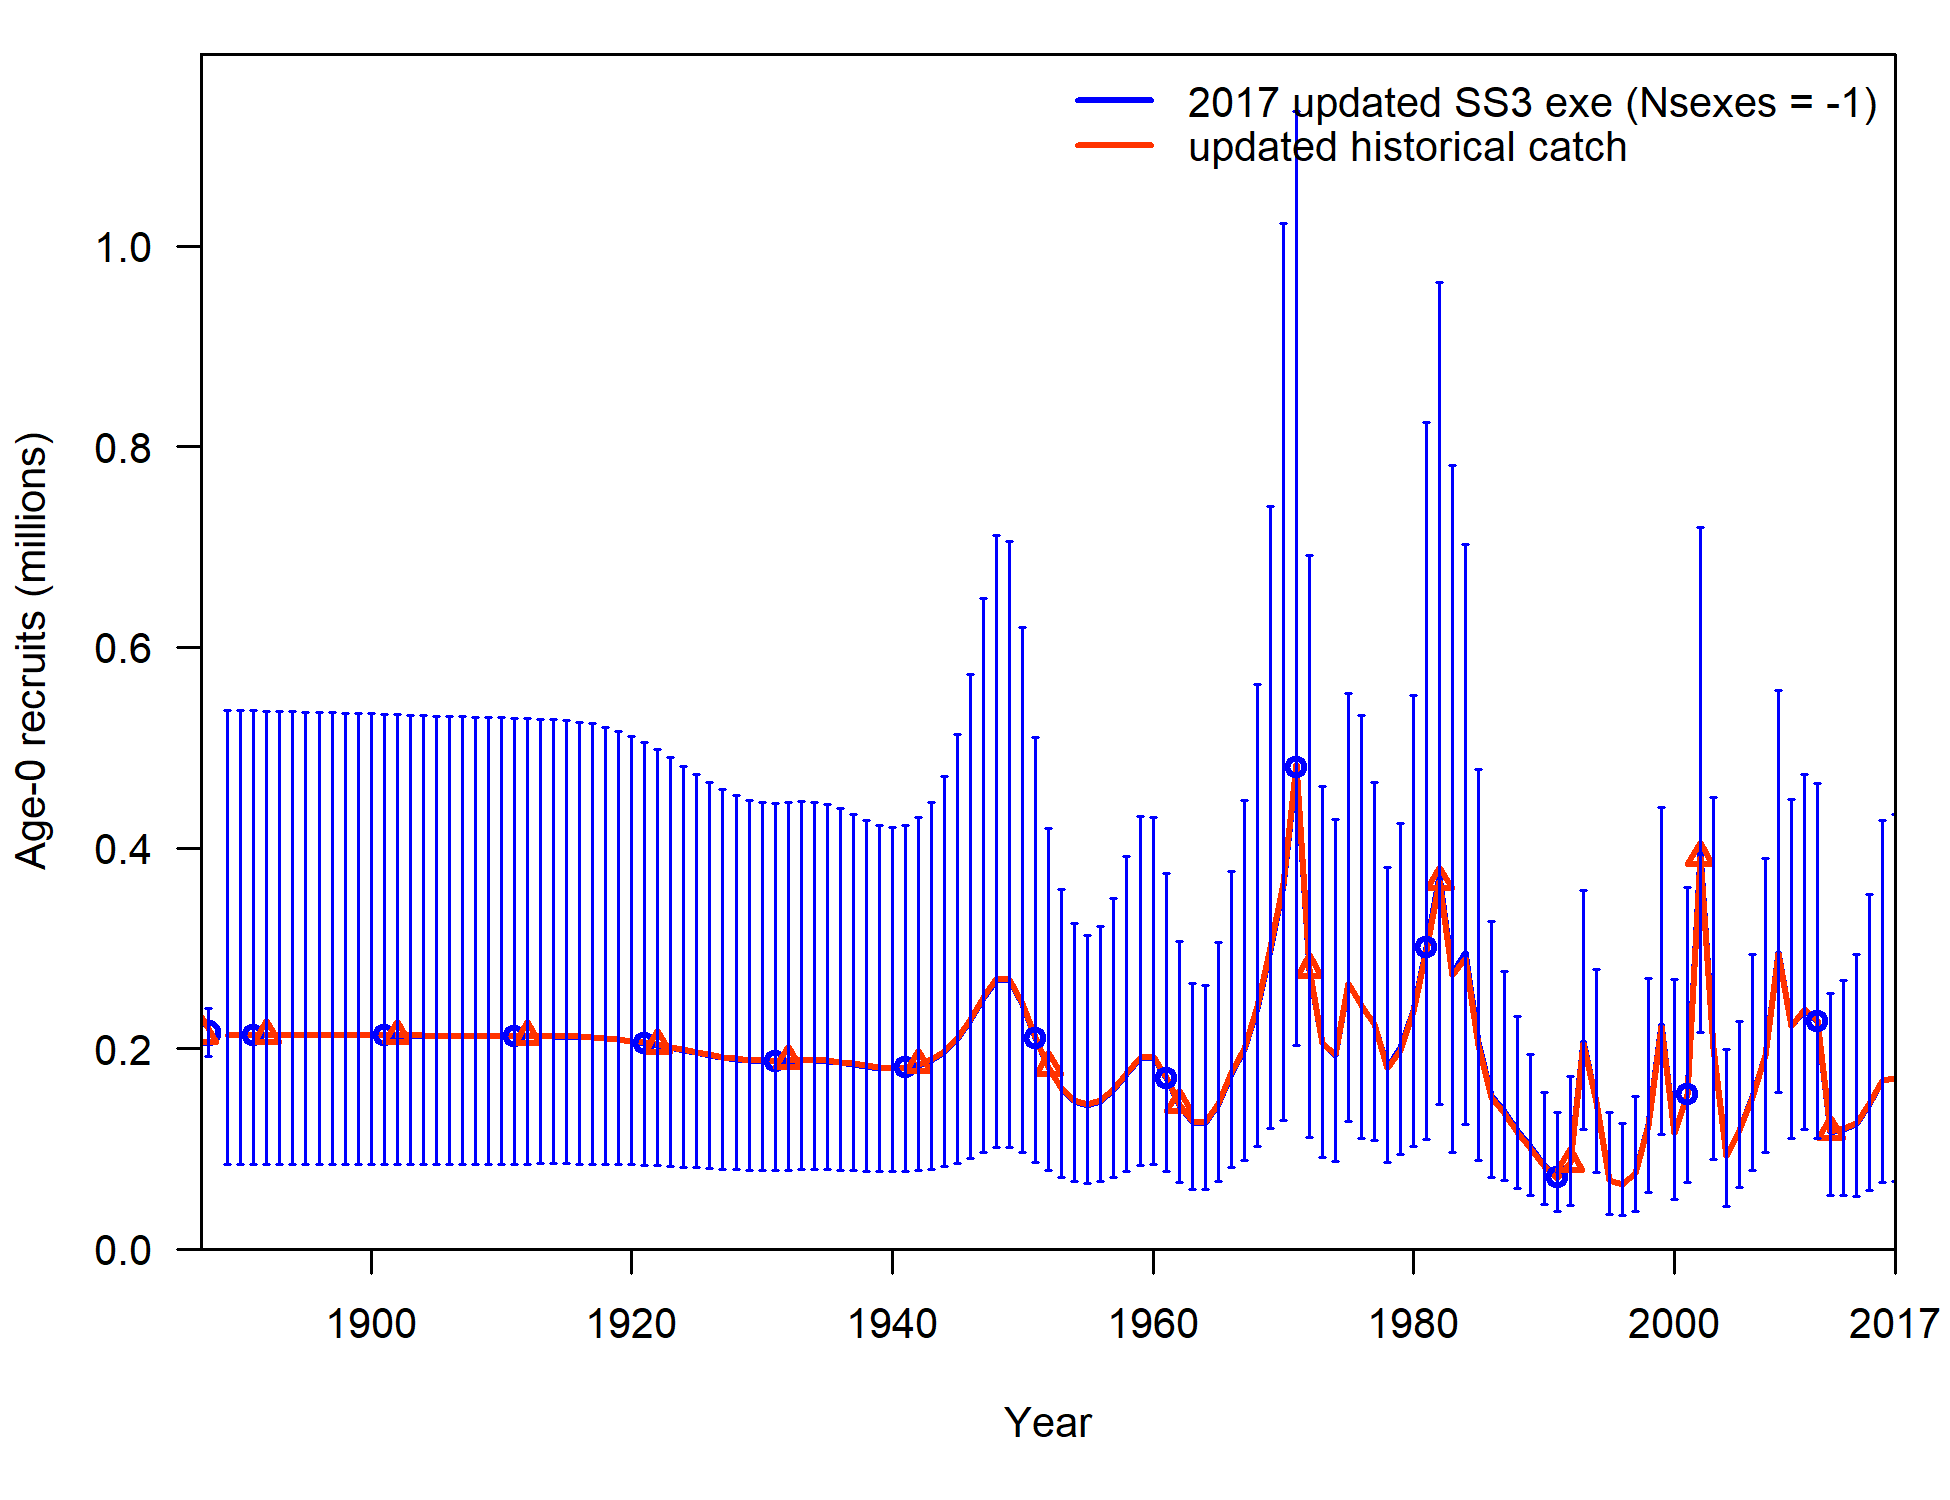 2017 updated SS3 exe (Nsexes = -1)
updated historical catch
Age-0 recruits (millions)
1.0
0.8
0.6
0.4
0.2
0.0
1900 1920 1940 1960 1980 2000 2017
Year